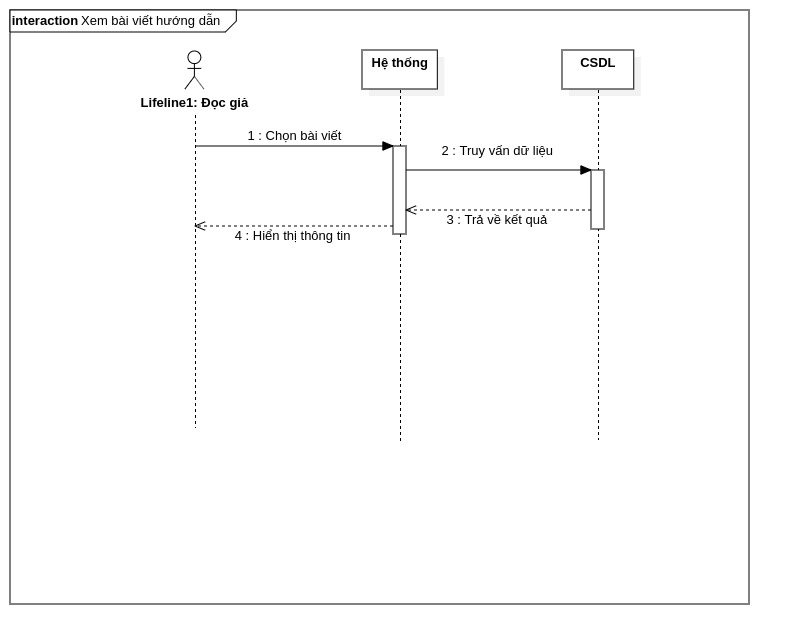 interaction Xem bài viết hướng dẫn
Hệ thống
CSDL
Lifeline1: Đọc giả
1 : Chọn bài viết
2 : Truy vấn dữ liệu
3 : Trả về kết quả
4 : Hiển thị thông tin